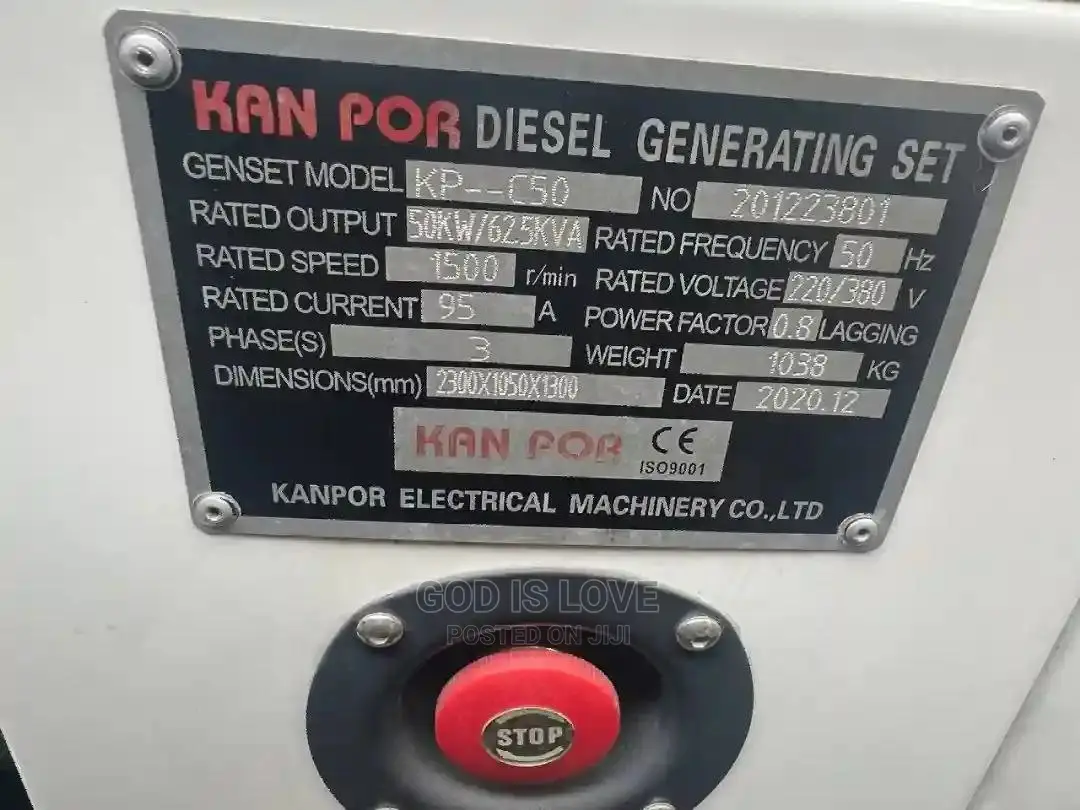 KAN POR DIESEL GENERATING SET
GENSET MODEL KP--C50 NO 201223801
RATED OUTPUT 50KW/62.5KVA RATED FREQUENCY 50 Hz
RATED SPEED 1500 r/min RATED VOLTAGE 220/380 V
RATED CURRENT 95 A POWER FACTOR 0.8 LAGGING
PHASE(S) 3 WEIGHT 1038 KG
DIMENSIONS(mm) 2300X1050X1300 DATE 2020.12
KAN POR CE
ISO9001
KANPOR ELECTRICAL MACHINERY CO.,LTD
GOD IS LOVE
POSTED ON JIJI
STOP